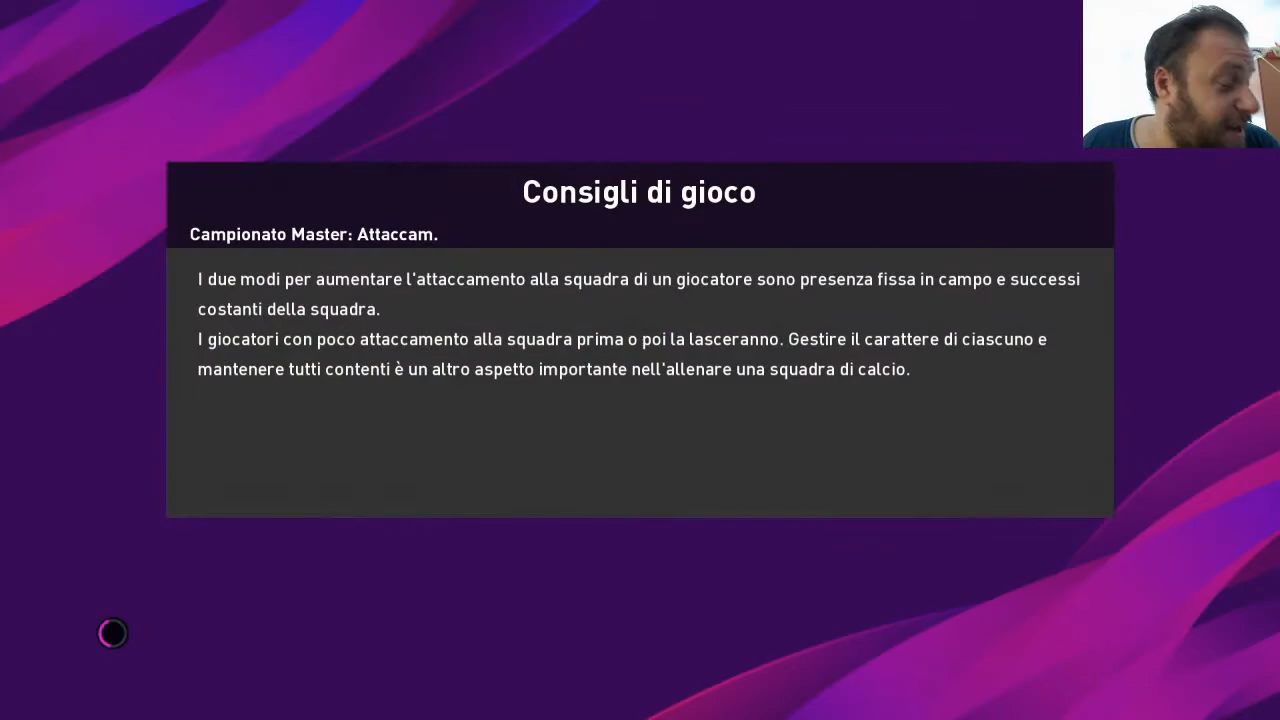 Consigli di gioco
Campionato Master: Attaccam.
I due modi per aumentare l'attaccamento alla squadra di un giocatore sono presenza fissa in campo e successi
costanti della squadra.
I giocatori con poco attaccamento alla squadra prima o poi la lasceranno. Gestire il carattere di ciascuno e
mantenere tutti contenti è un altro aspetto importante nell'allenare una squadra di calcio.